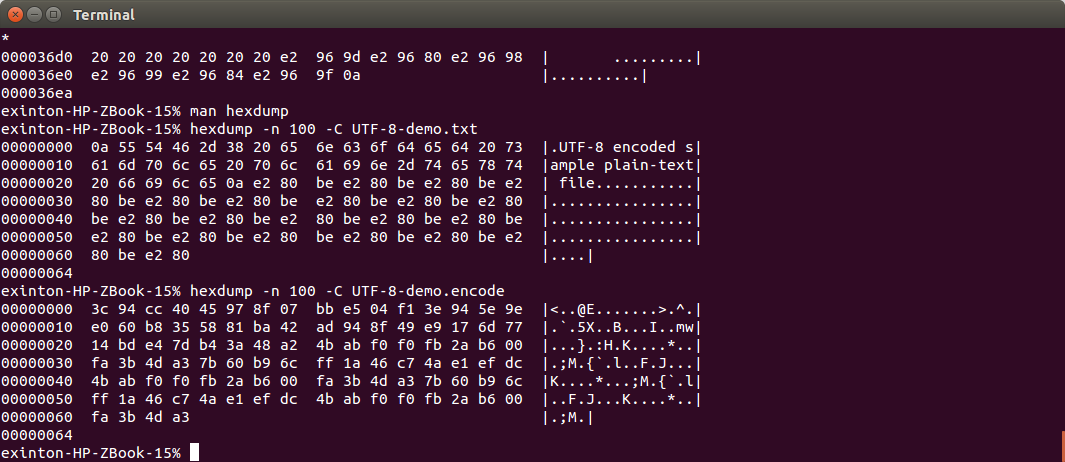 Terminal
*
000036d0  20 20 20 20 20 20 20 e2  96 9d e2 96 80 e2 96 98  |       .........|
000036e0  e2 96 99 e2 96 84 e2 96  9f 0a                    |..........|
000036ea
exinton-HP-ZBook-15% man hexdump
exinton-HP-ZBook-15% hexdump -n 100 -C UTF-8-demo.txt
00000000  0a 55 54 46 2d 38 20 65  6e 63 6f 64 65 64 20 73  |.UTF-8 encoded s|
00000010  61 6d 70 6c 65 20 70 6c  61 69 6e 2d 74 65 78 74  |ample plain-text|
00000020  20 66 69 6c 65 0a e2 80  be e2 80 be e2 80 be e2  | file...........|
00000030  80 be e2 80 be e2 80 be  e2 80 be e2 80 be e2 80  |................|
00000040  be e2 80 be e2 80 be e2  80 be e2 80 be e2 80 be  |................|
00000050  e2 80 be e2 80 be e2 80  be e2 80 be e2 80 be e2  |................|
00000060  80 be e2 80                                       |....|
00000064
exinton-HP-ZBook-15% hexdump -n 100 -C UTF-8-demo.encode
00000000  3c 94 cc 40 45 97 8f 07  bb e5 04 f1 3e 94 5e 9e  |<..@E.......>.^.|
00000010  e0 60 b8 35 58 81 ba 42  ad 94 8f 49 e9 17 6d 77  |.`.5X..B...I..mw|
00000020  14 bd e4 7d b4 3a 48 a2  4b ab f0 f0 fb 2a b6 00  |...}.:H.K....*..|
00000030  fa 3b 4d a3 7b 60 b9 6c  ff 1a 46 c7 4a e1 ef dc  |.;M.{`.l..F.J...|
00000040  4b ab f0 f0 fb 2a b6 00  fa 3b 4d a3 7b 60 b9 6c  |K....*...;M.{`.l|
00000050  ff 1a 46 c7 4a e1 ef dc  4b ab f0 f0 fb 2a b6 00  |..F.J...K....*..|
00000060  fa 3b 4d a3                                       |.;M.|
00000064
exinton-HP-ZBook-15%